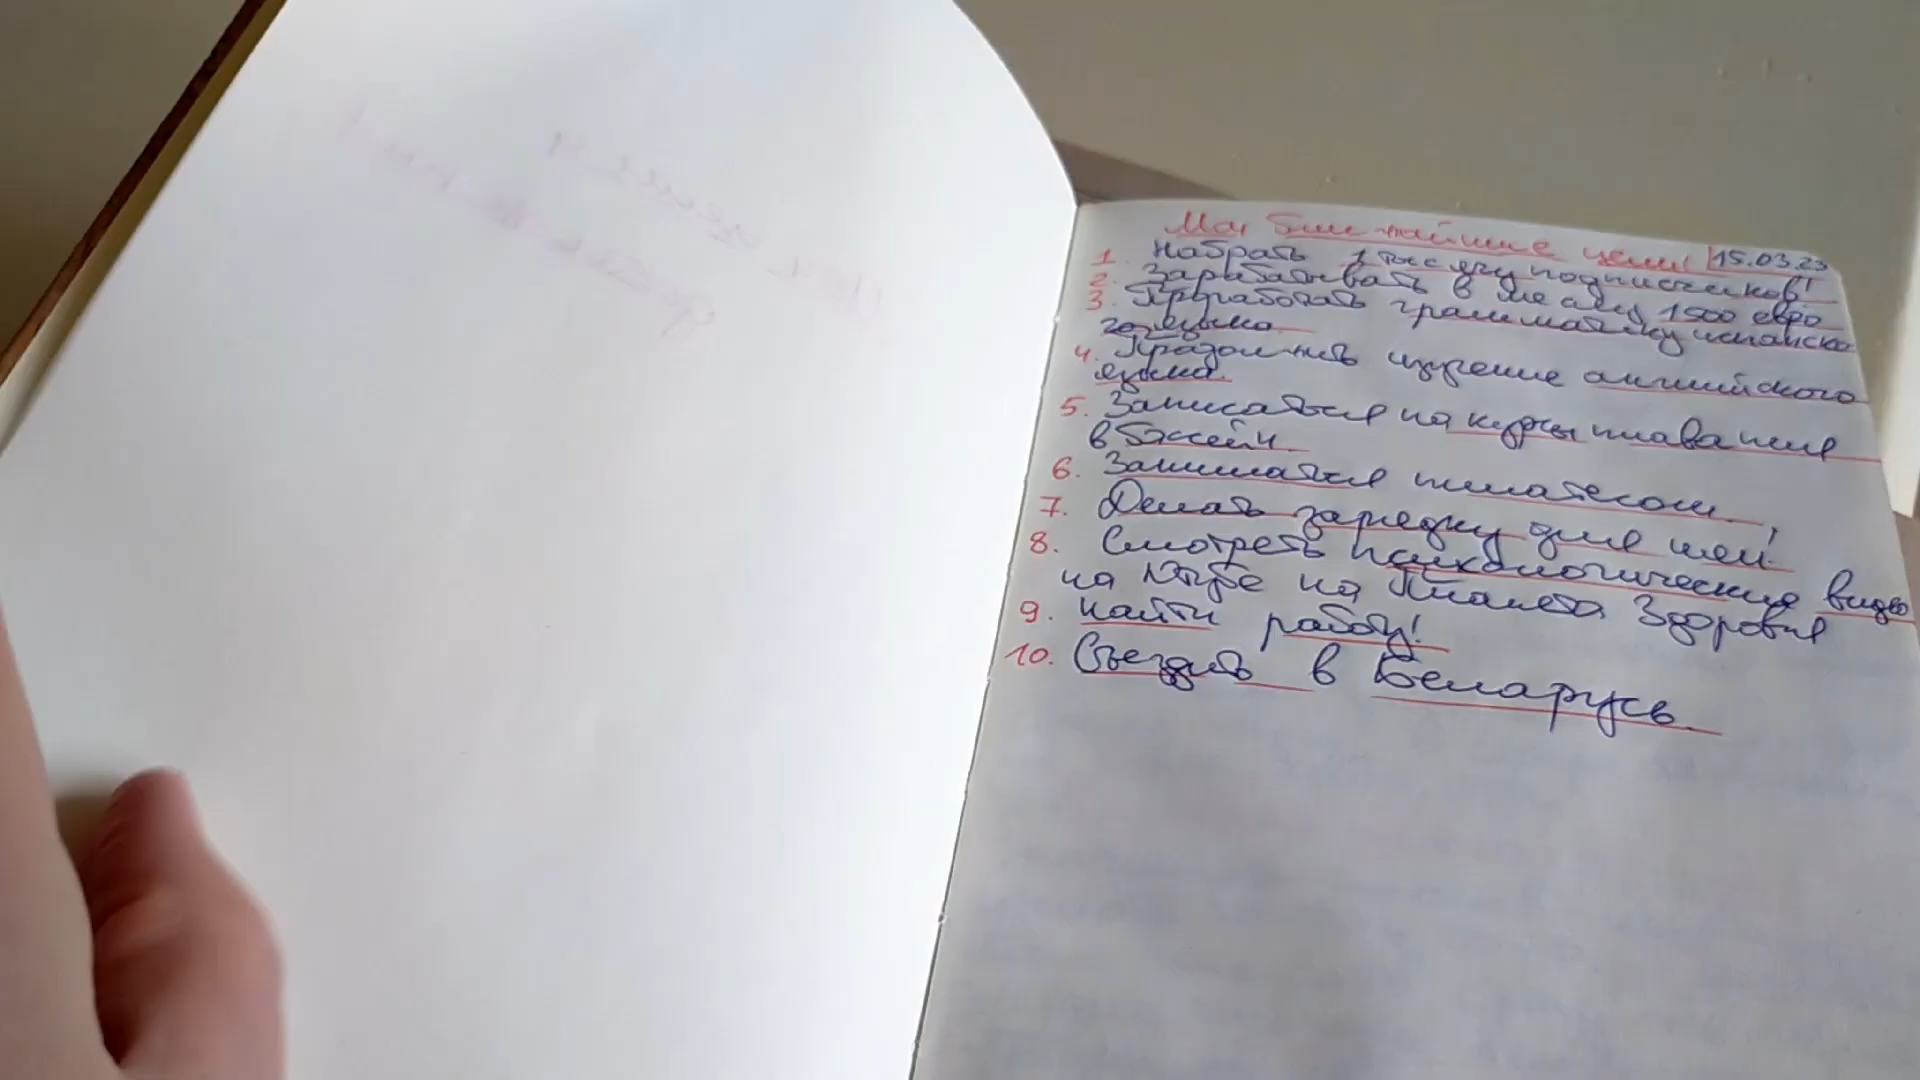 Мои ближайшие цели! 15.03.23
1. Набрать 1 тысячу подписчиков!
2. Зарабатывать в месяц 1500 евро
3. Проработать грамматику испанско-
го языка.
4. Продолжить изучение английского
языка.
5. Записаться на курсы плавания
в бассейн.
6. Заниматься пилатесом.
7. Делать зарядку для шеи!
8. Смотреть психологические видео
на Ютубе на Планета Здоровья
9. Найти работу!
10. Съездить в Беларусь.